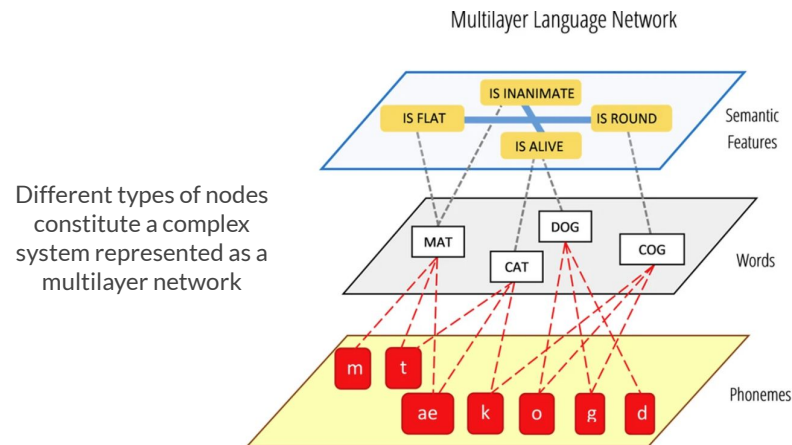 Multilayer Language Network
IS INANIMATE
IS FLAT
IS ROUND
IS ALIVE
Semantic
Features
Different types of nodes
constitute a complex
system represented as a
multilayer network
MAT
CAT
DOG
COG
Words
m
t
ae
k
o
g
d
Phonemes